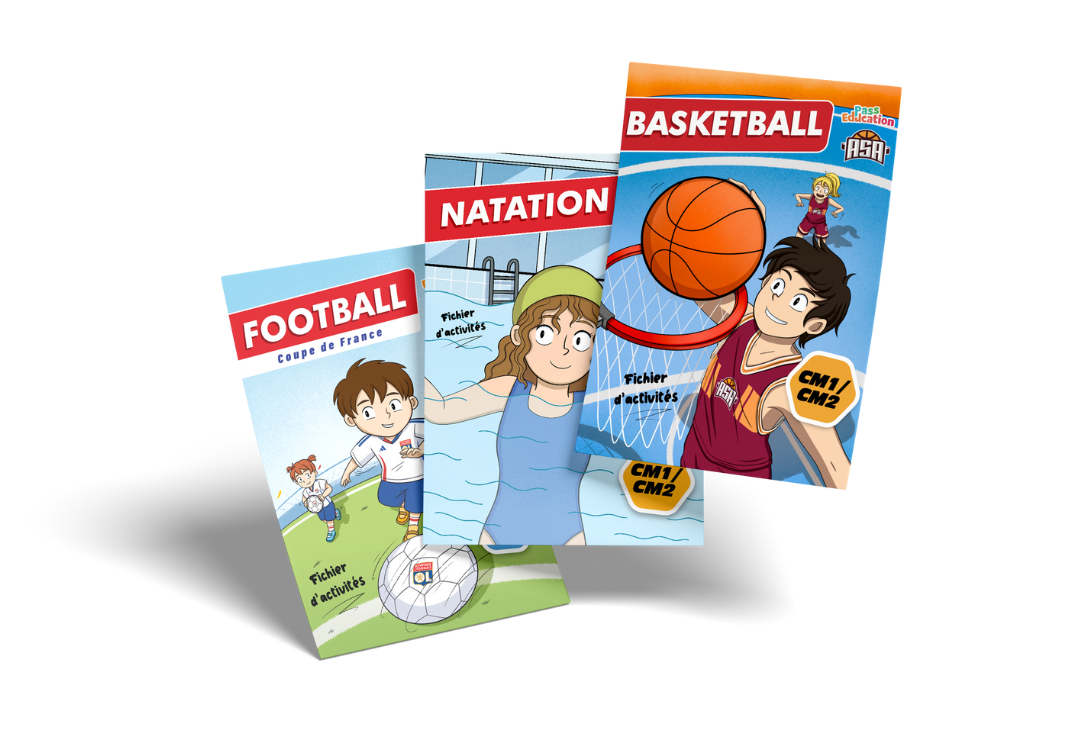 FOOTBALL
Coupe de France
Fichier
d'activités
NATATION
Fichier
d'activités
CM1/
CM2
BASKETBALL
Pass
Education
ASA
Fichier
d'activités
ASA
CM1/
CM2